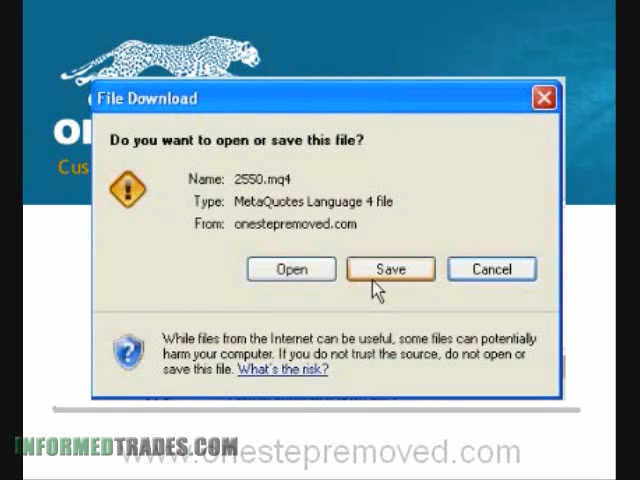 File Download
Do you want to open or save this file?
Name: 2550.mq4
Type: MetaQuotes Language 4 file
From: onestepremoved.com
Open Save Cancel
While files from the Internet can be useful, some files can potentially
harm your computer. If you do not trust the source, do not open or
save this file. What's the risk?
INFORMEDTRADES.COM
www.onestepremoved.com